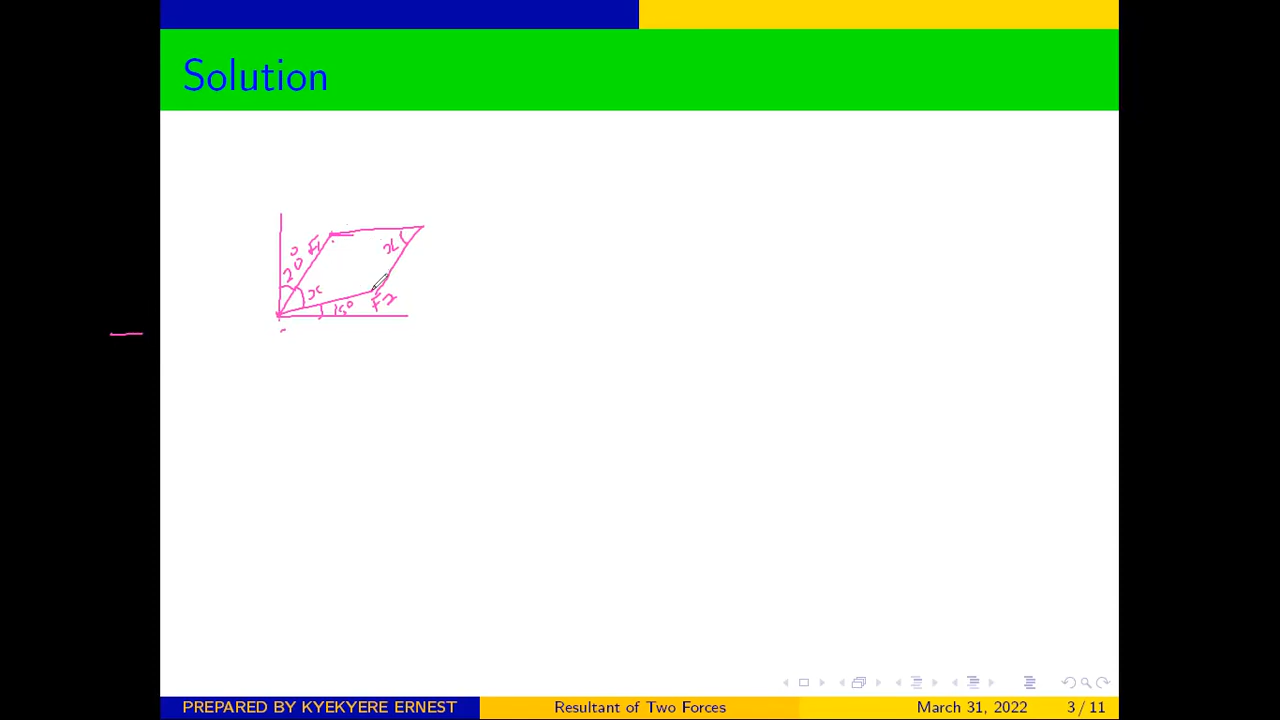 Solution
F1
20°
x
x
15°
F2
PREPARED BY KYEKYERE ERNEST
Resultant of Two Forces
March 31, 2022
3 / 11